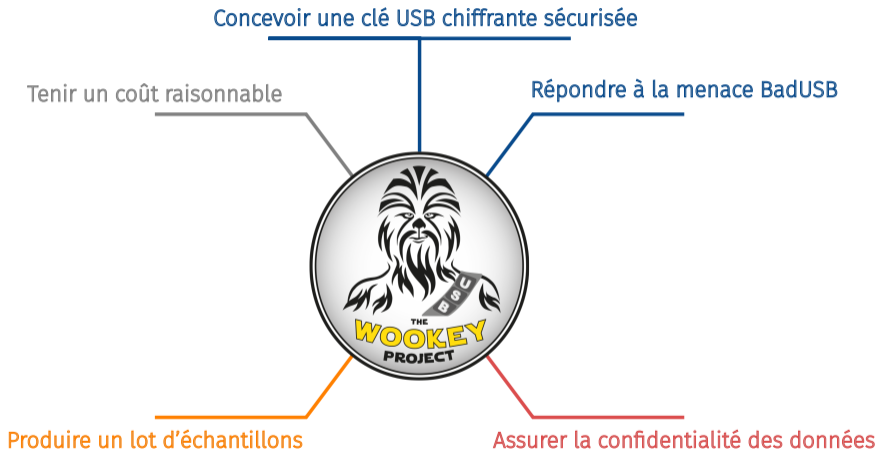 Concevoir une clé USB chiffrante sécurisée
Tenir un coût raisonnable
Répondre à la menace BadUSB
USB
THE
WOOKEY
PROJECT
Produire un lot d’échantillons
Assurer la confidentialité des données